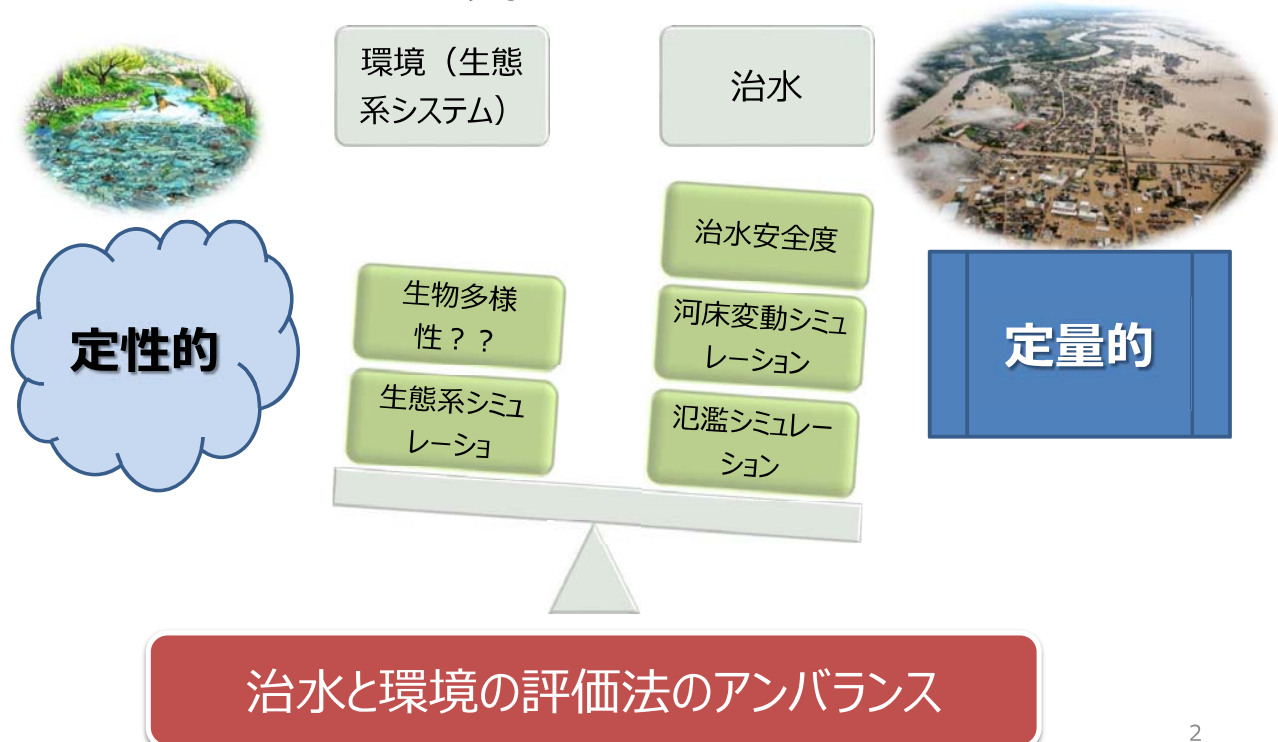 環境（生態
系システム）
治水
治水安全度
生物多様
性？？
河床変動シミュ
レーション
定性的
定量的
生態系シミュ
レーショ
氾濫シミュレー
ション
治水と環境の評価法のアンバランス
2